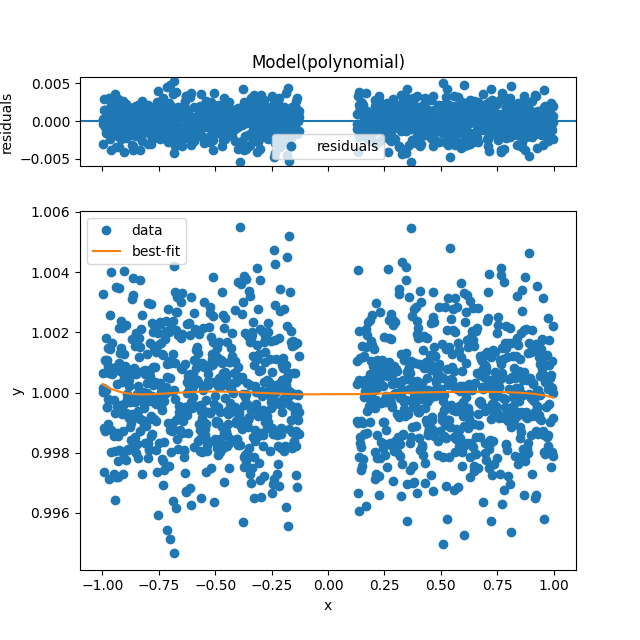 Model(polynomial)
0.005
0.000
−0.005
residuals
residuals
1.006
1.004
1.002
1.000
0.998
0.996
y
data
best-fit
−1.00 −0.75 −0.50 −0.25 0.00 0.25 0.50 0.75 1.00
x